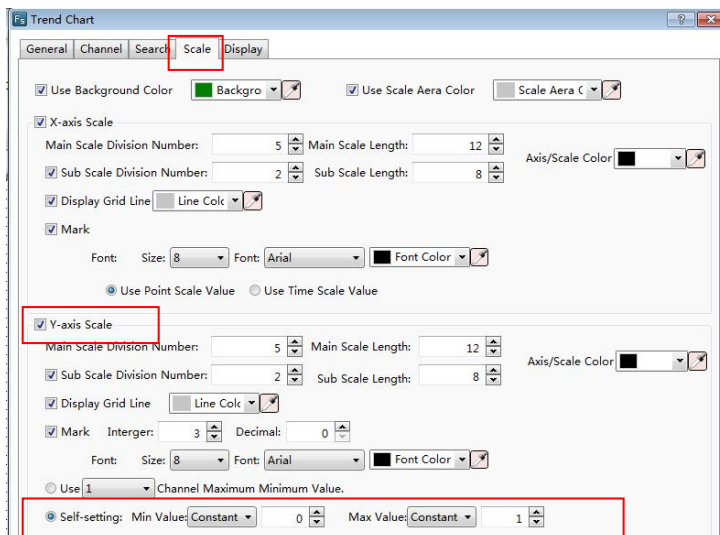 Fs Trend Chart
General Channel Search Scale Display
Use Background Color Backgro Use Scale Aera Color Scale Aera C
X-axis Scale
Main Scale Division Number: 5 Main Scale Length: 12
Axis/Scale Color
Sub Scale Division Number: 2 Sub Scale Length: 8
Display Grid Line Line Colc
Mark
Font: Size: 8 Font: Arial Font Color
Use Point Scale Value Use Time Scale Value
Y-axis Scale
Main Scale Division Number: 5 Main Scale Length: 12
Axis/Scale Color
Sub Scale Division Number: 2 Sub Scale Length: 8
Display Grid Line Line Colc
Mark Interger: 3 Decimal: 0
Font: Size: 8 Font: Arial Font Color
Use 1 Channel Maximum Minimum Value.
Self-setting: Min Value: Constant 0 Max Value: Constant 1